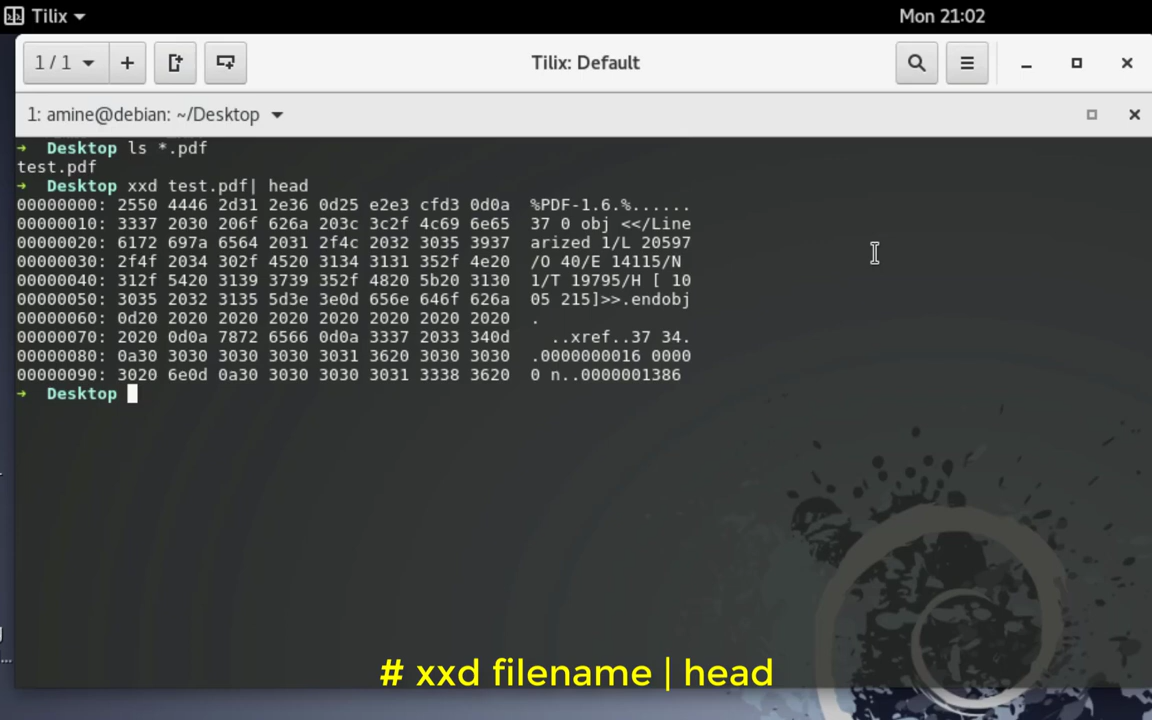 Tilix
Mon 21:02
1 / 1
Tilix: Default
1: amine@debian: ~/Desktop
→ Desktop ls *.pdf
test.pdf
→ Desktop xxd test.pdf| head
00000000: 2550 4446 2d31 2e36 0d25 e2e3 cfd3 0d0a  %PDF-1.6.%......
00000010: 3337 2030 206f 626a 203c 3c2f 4c69 6e65  37 0 obj <</Line
00000020: 6172 697a 6564 2031 2f4c 2032 3035 3937  arized 1/L 20597
00000030: 2f4f 2034 302f 4520 3134 3131 352f 4e20  /O 40/E 14115/N
00000040: 312f 5420 3139 3739 352f 4820 5b20 3130  1/T 19795/H [ 10
00000050: 3035 2032 3135 5d3e 3e0d 656e 646f 626a  05 215]>>.endobj
00000060: 0d20 2020 2020 2020 2020 2020 2020 2020  .
00000070: 2020 0d0a 7872 6566 0d0a 3337 2033 340d    ..xref..37 34.
00000080: 0a30 3030 3030 3030 3031 3620 3030 3030  .0000000016 0000
00000090: 3020 6e0d 0a30 3030 3030 3031 3338 3620  0 n..0000001386
→ Desktop
# xxd filename | head